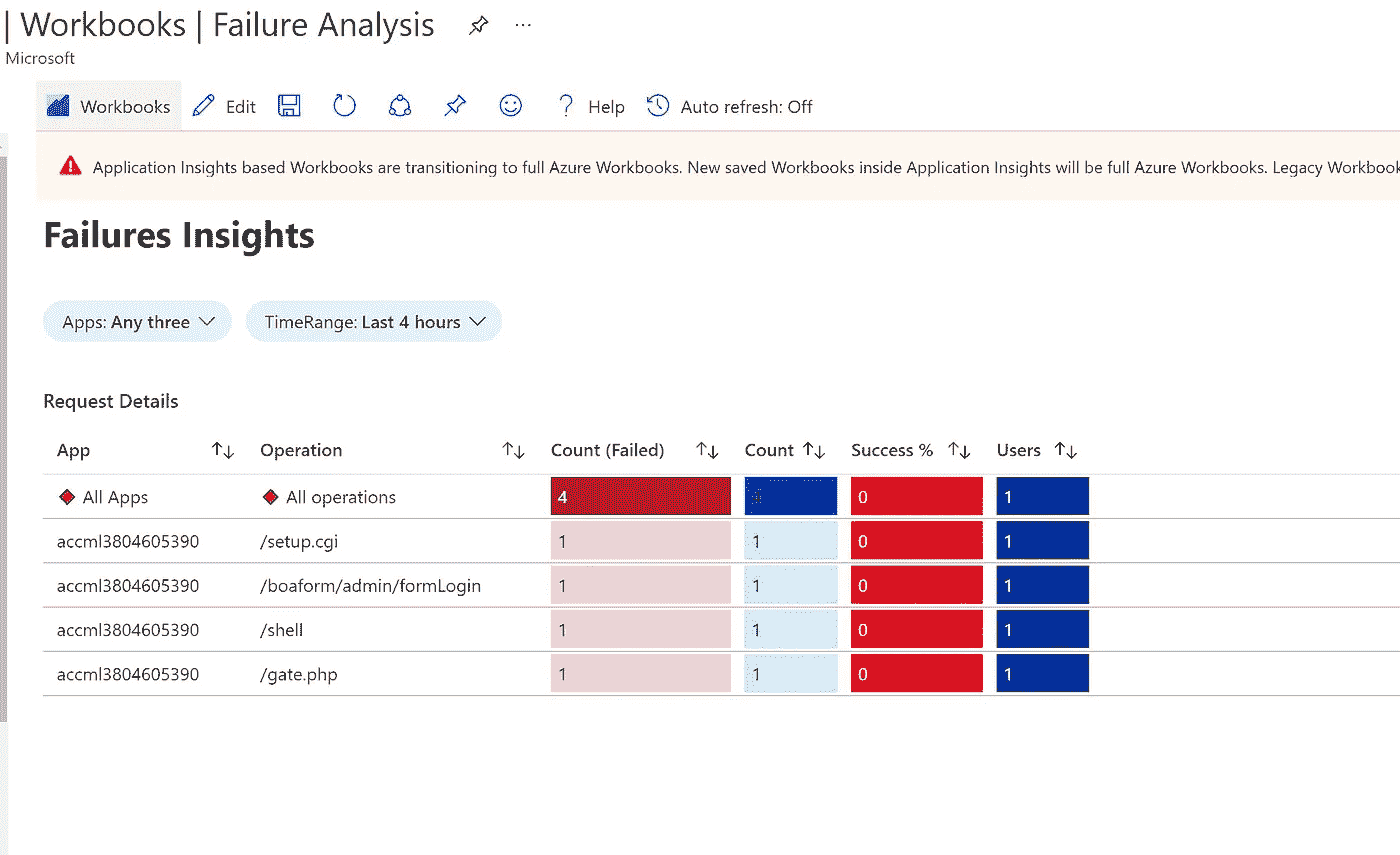 | Workbooks | Failure Analysis ...
Microsoft
Workbooks Edit ? Help Auto refresh: Off
Application Insights based Workbooks are transitioning to full Azure Workbooks. New saved Workbooks inside Application Insights will be full Azure Workbooks. Legacy Workbook
Failures Insights
Apps: Any three TimeRange: Last 4 hours
Request Details
App Operation Count (Failed) Count Success % Users
All Apps All operations 4 0 1
accml3804605390 /setup.cgi 1 1 0 1
accml3804605390 /boaform/admin/formLogin 1 1 0 1
accml3804605390 /shell 1 1 0 1
accml3804605390 /gate.php 1 1 0 1